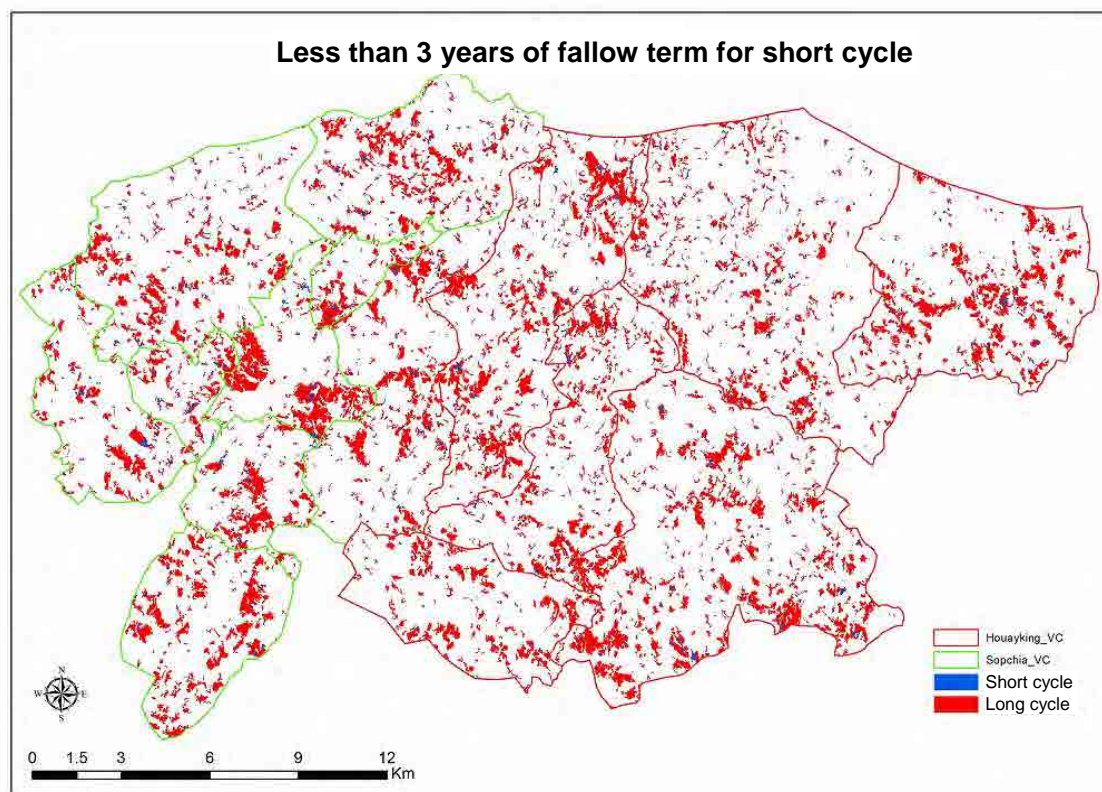 Less than 3 years of fallow term for short cycle
Houayking_VC
Sopchia_VC
Short cycle
Long cycle
N
W E
S
0 1.5 3 6 9 12
Km